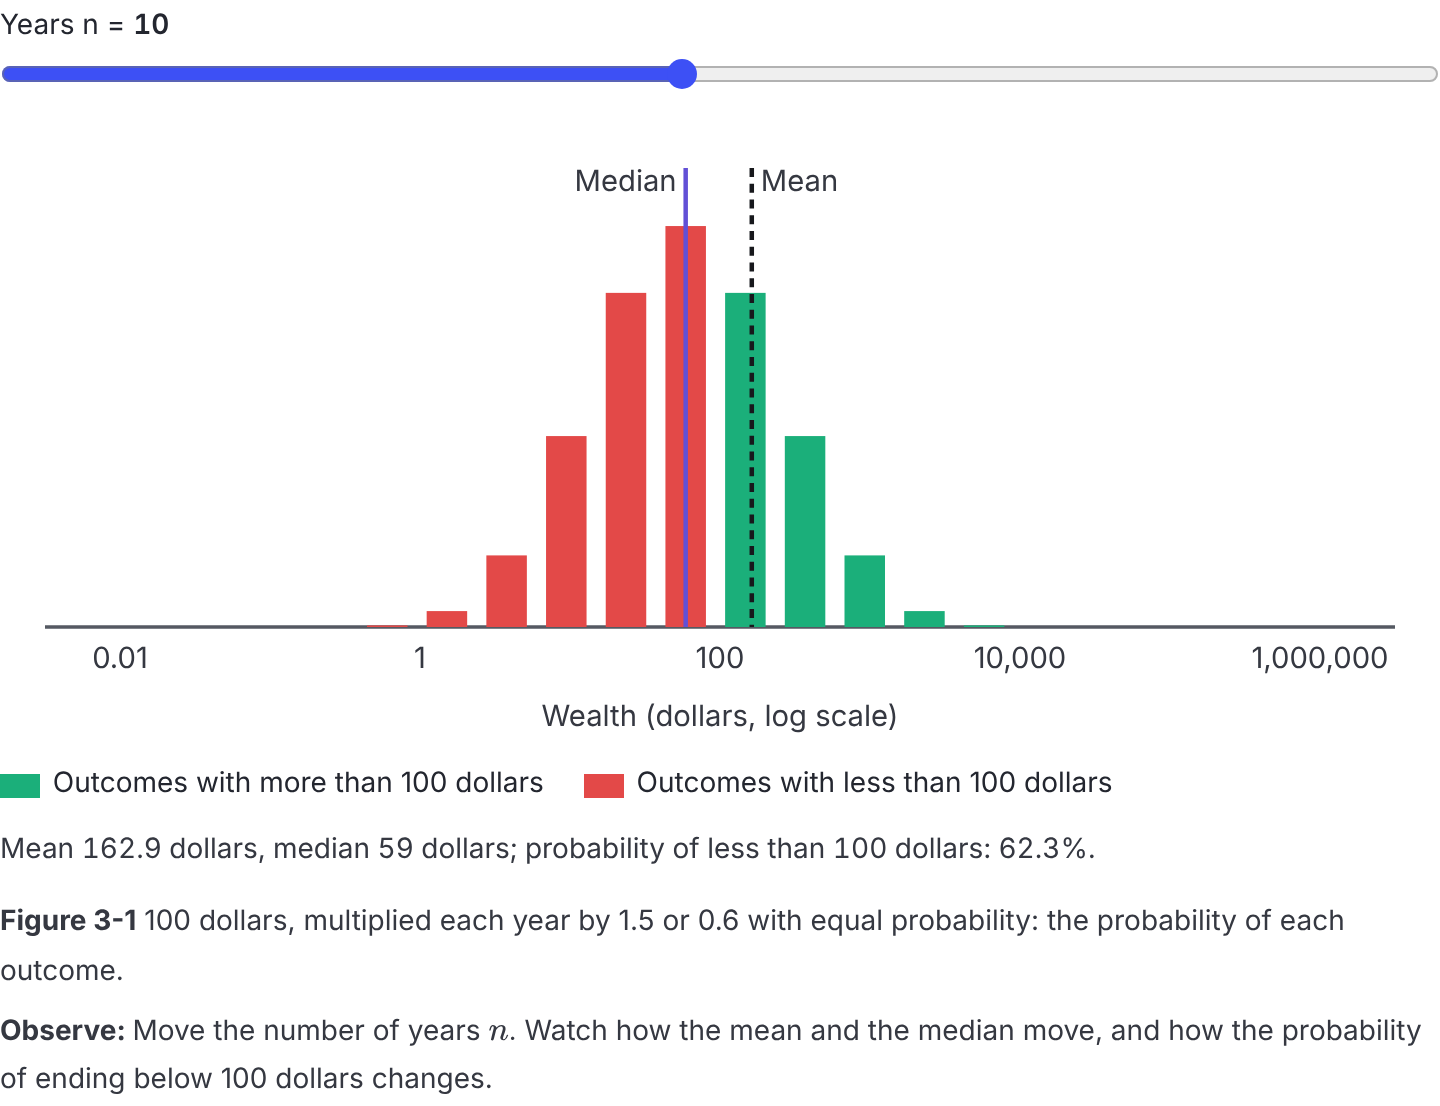 Years n = 10
Median
Mean
0.01
1
100
10,000
1,000,000
Wealth (dollars, log scale)
Outcomes with more than 100 dollars
Outcomes with less than 100 dollars
Mean 162.9 dollars, median 59 dollars; probability of less than 100 dollars: 62.3%.
Figure 3-1 100 dollars, multiplied each year by 1.5 or 0.6 with equal probability: the probability of each
outcome.
Observe: Move the number of years n. Watch how the mean and the median move, and how the probability
of ending below 100 dollars changes.